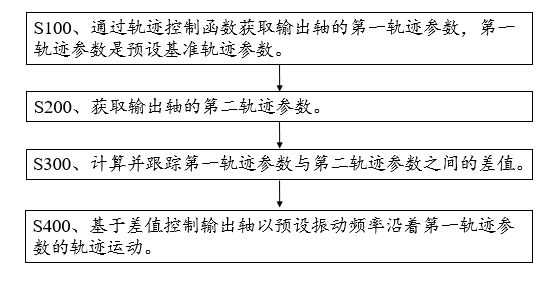 S100、通过轨迹控制函数获取输出轴的第一轨迹参数，第一
轨迹参数是预设基准轨迹参数。
S200、获取输出轴的第二轨迹参数。
S300、计算并跟踪第一轨迹参数与第二轨迹参数之间的差值。
S400、基于差值控制输出轴以预设振动频率沿着第一轨迹参
数的轨迹运动。